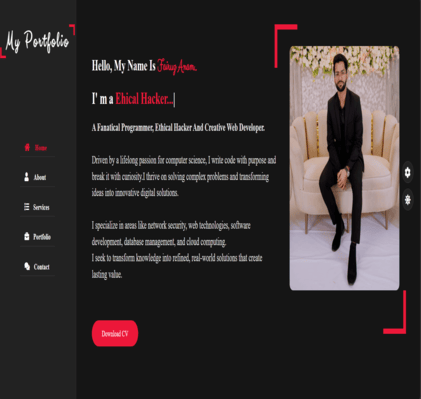 My Portfolio
Home
About
Services
Portfolio
Contact
Hello, My Name Is
I' m a Ehical Hacker...|
A Fanatical Programmer, Ethical Hacker And Creative Web Developer.
Driven by a lifelong passion for computer science, I write code with purpose and
break it with curiosity.I thrive on solving complex problems and transforming
ideas into innovative digital solutions.
I specialize in areas like network security, web technologies, software
development, database management, and cloud computing.
I seek to transform knowledge into refined, real-world solutions that create
lasting value.
Download CV